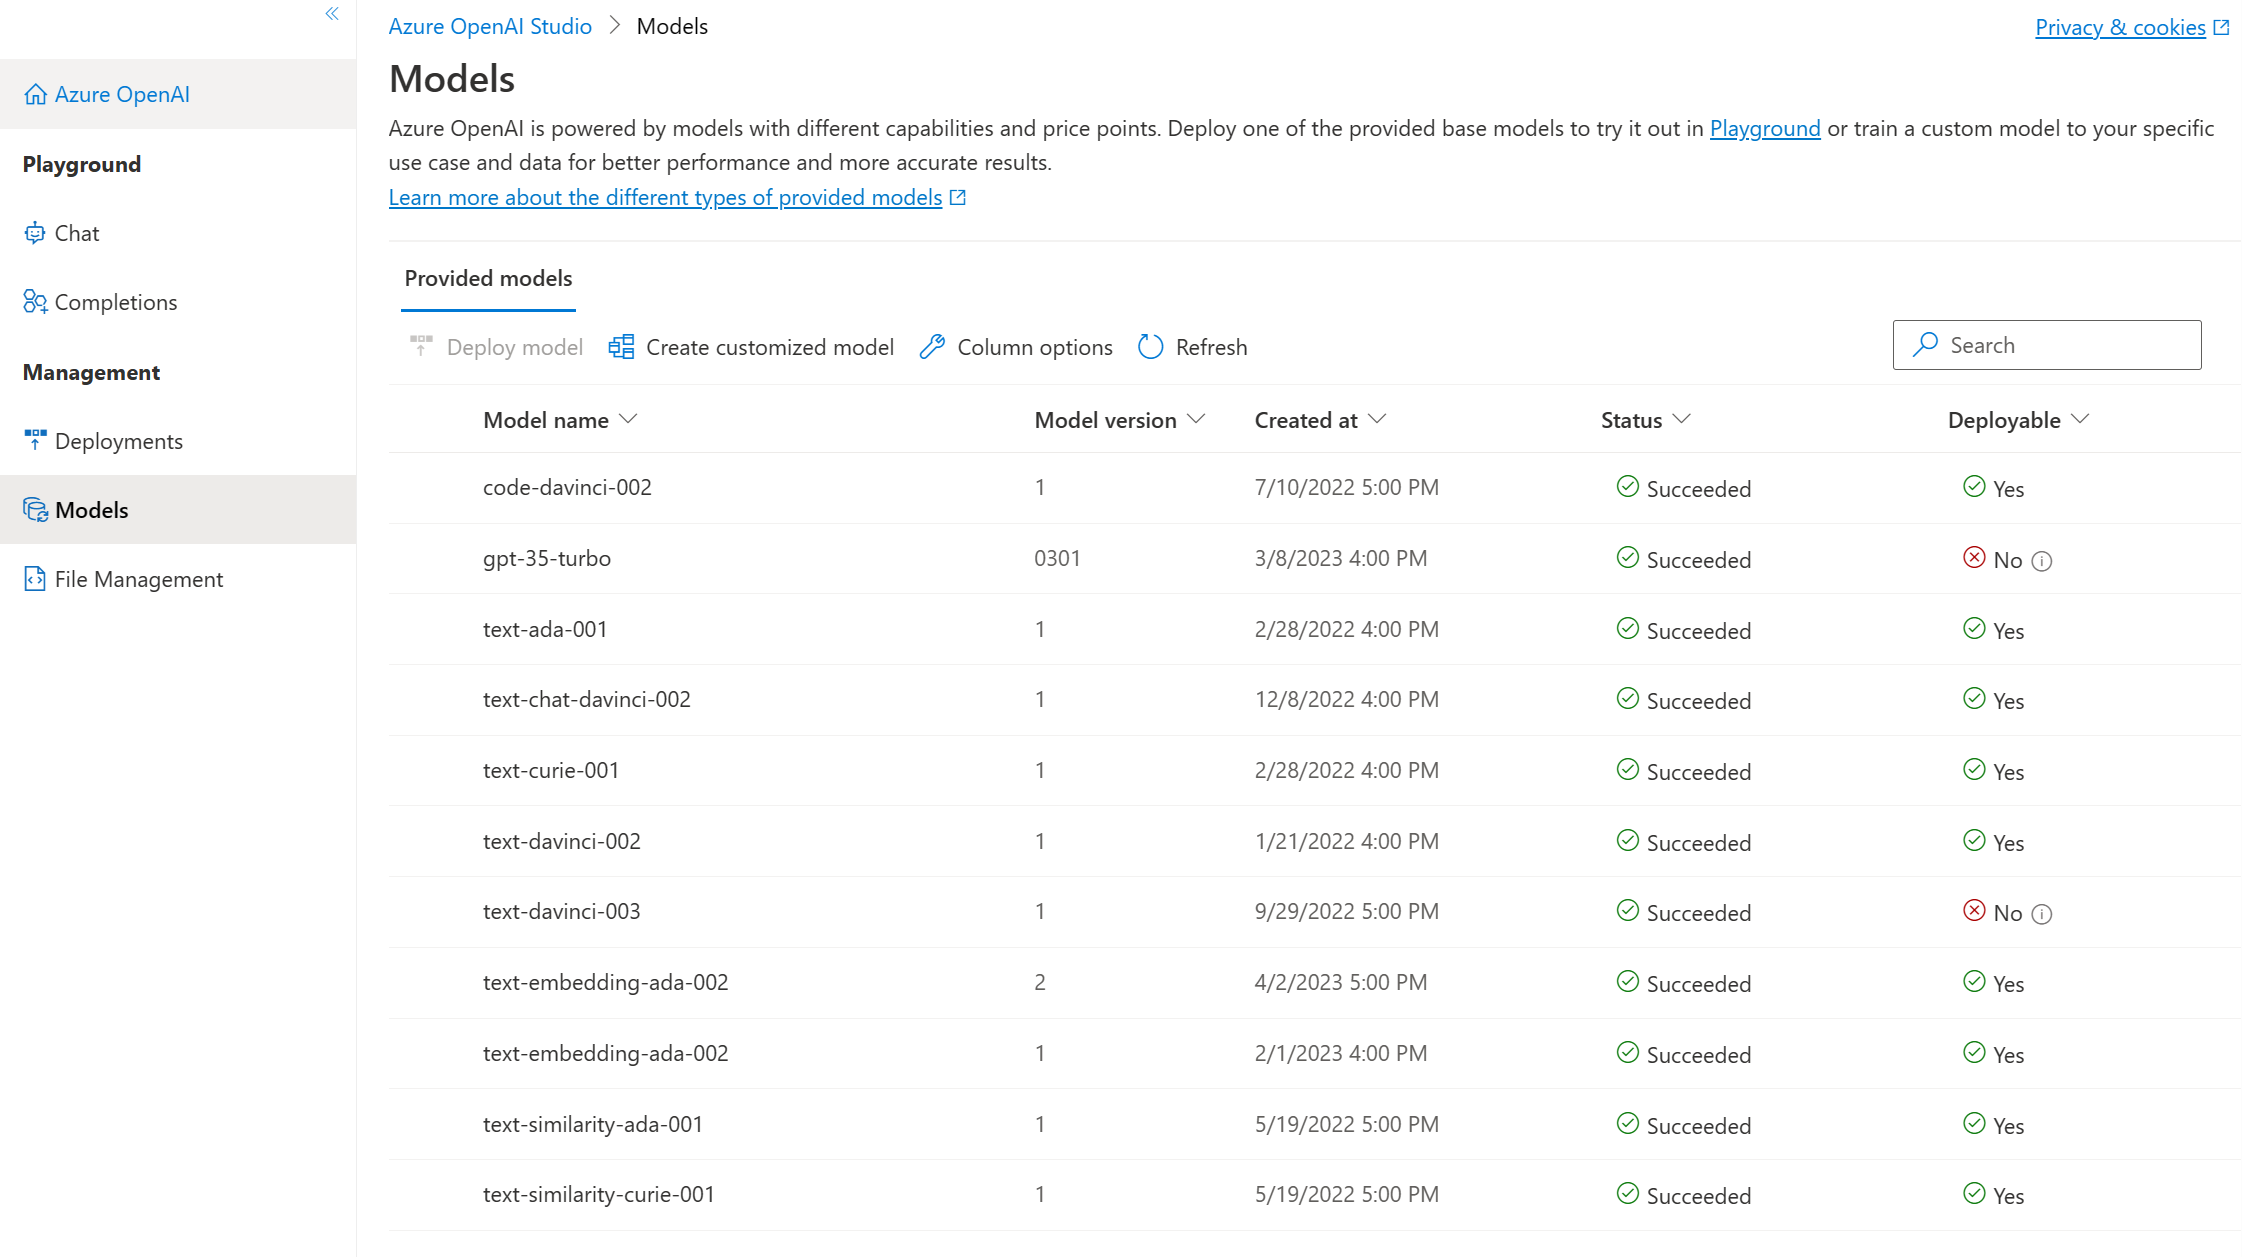 Azure OpenAI
Playground
Chat
Completions
Management
Deployments
Models
File Management
Azure OpenAI Studio > Models
Privacy & cookies
Models
Azure OpenAI is powered by models with different capabilities and price points. Deploy one of the provided base models to try it out in Playground or train a custom model to your specific
use case and data for better performance and more accurate results.
Learn more about the different types of provided models
Provided models
Deploy model Create customized model Column options Refresh Search
Model name Model version Created at Status Deployable
code-davinci-002 1 7/10/2022 5:00 PM Succeeded Yes
gpt-35-turbo 0301 3/8/2023 4:00 PM Succeeded No
text-ada-001 1 2/28/2022 4:00 PM Succeeded Yes
text-chat-davinci-002 1 12/8/2022 4:00 PM Succeeded Yes
text-curie-001 1 2/28/2022 4:00 PM Succeeded Yes
text-davinci-002 1 1/21/2022 4:00 PM Succeeded Yes
text-davinci-003 1 9/29/2022 5:00 PM Succeeded No
text-embedding-ada-002 2 4/2/2023 5:00 PM Succeeded Yes
text-embedding-ada-002 1 2/1/2023 4:00 PM Succeeded Yes
text-similarity-ada-001 1 5/19/2022 5:00 PM Succeeded Yes
text-similarity-curie-001 1 5/19/2022 5:00 PM Succeeded Yes